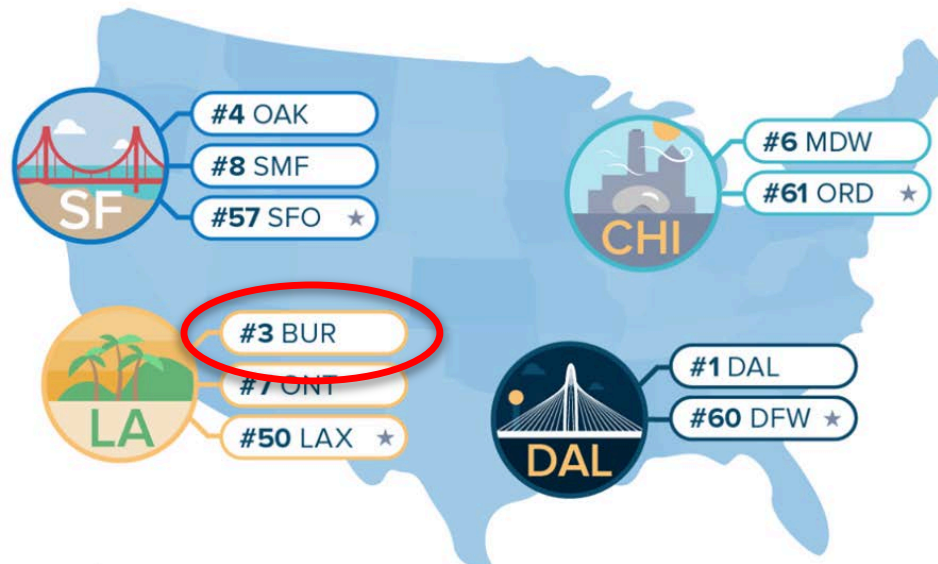 SF
#4 OAK
#8 SMF
#57 SFO ★
CHI
#6 MDW
#61 ORD ★
LA
#3 BUR
#7 ONT
#50 LAX ★
DAL
#1 DAL
#60 DFW ★